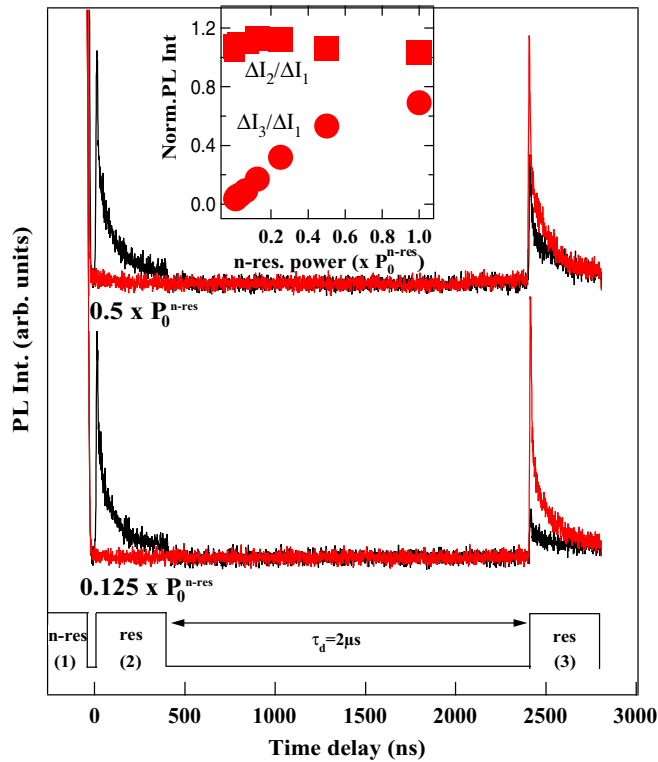 1.2
0.8
0.4
0.0
Norm.PL Int
ΔI₂/ΔI₁
ΔI₃/ΔI₁
0.2 0.4 0.6 0.8 1.0
n-res. power (x P₀ⁿ⁻ʳᵉˢ)
PL Int. (arb. units)
0.5 x P₀ⁿ⁻ʳᵉˢ
0.125 x P₀ⁿ⁻ʳᵉˢ
n-res
(1)
res
(2)
τd=2μs
res
(3)
0 500 1000 1500 2000 2500 3000
Time delay (ns)